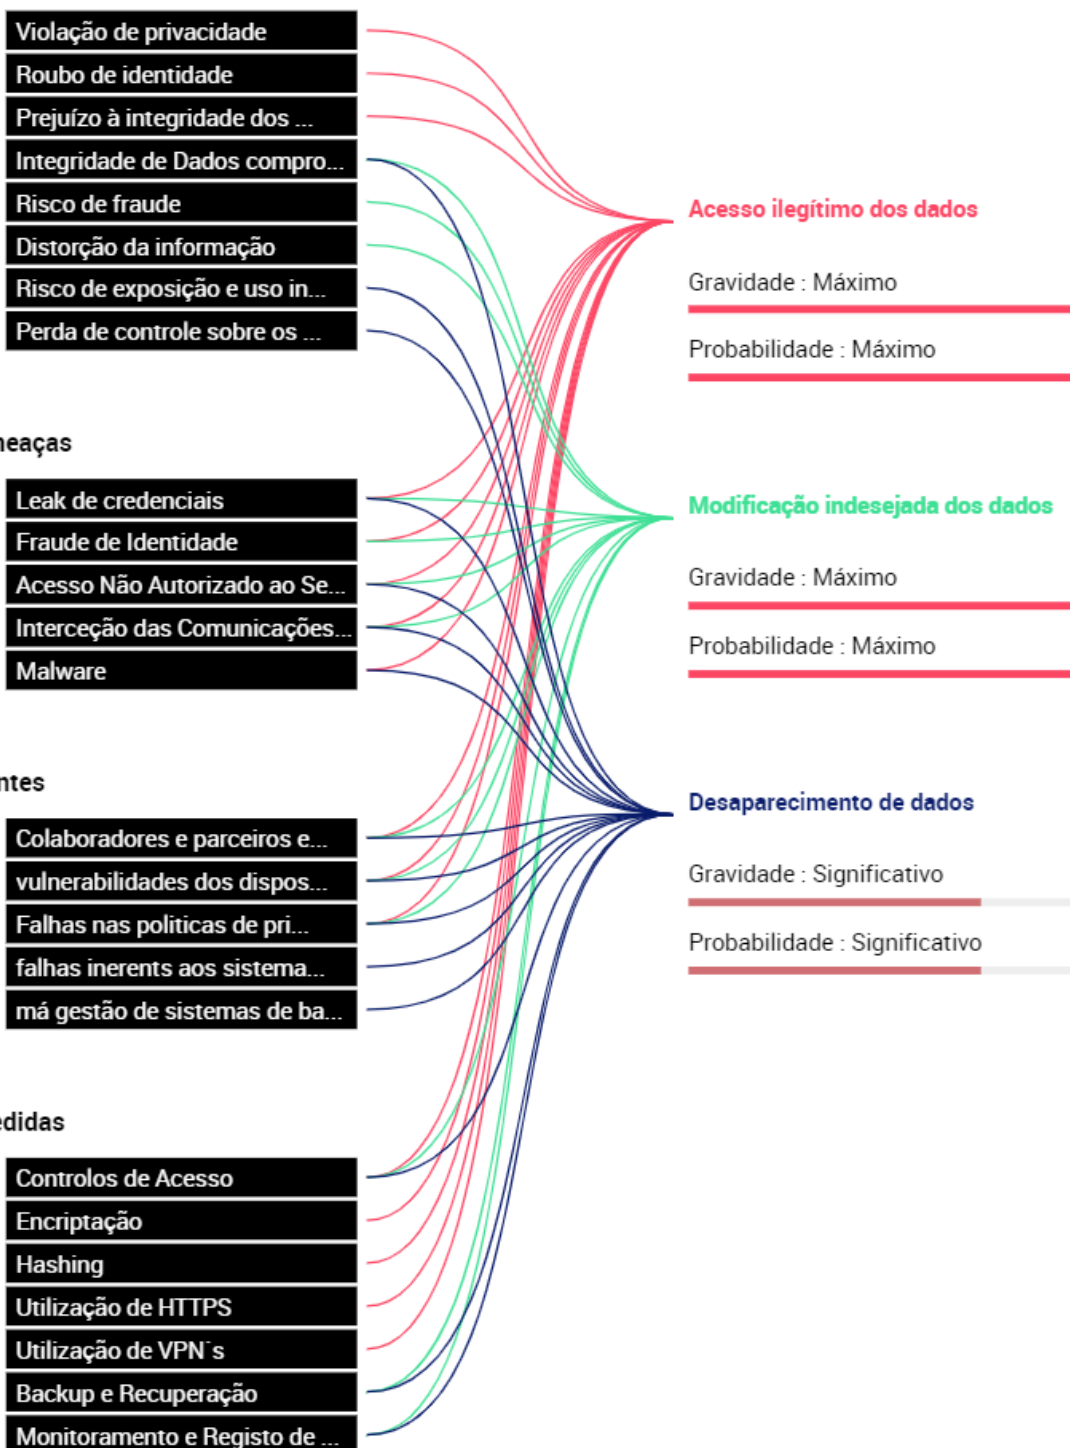 Violação de privacidade
Roubo de identidade
Prejuízo à integridade dos ...
Integridade de Dados compro...
Risco de fraude
Distorção da informação
Risco de exposição e uso in...
Perda de controle sobre os ...
neaças
Leak de credenciais
Fraude de Identidade
Acesso Não Autorizado ao Se...
Interceção das Comunicações...
Malware
ntes
Colaboradores e parceiros e...
vulnerabilidades dos dispos...
Falhas nas politicas de pri...
falhas inerents aos sistema...
má gestão de sistemas de ba...
edidas
Controlos de Acesso
Encriptação
Hashing
Utilização de HTTPS
Utilização de VPN´s
Backup e Recuperação
Monitoramento e Registo de ...
Acesso ilegítimo dos dados
Gravidade : Máximo
Probabilidade : Máximo
Modificação indesejada dos dados
Gravidade : Máximo
Probabilidade : Máximo
Desaparecimento de dados
Gravidade : Significativo
Probabilidade : Significativo